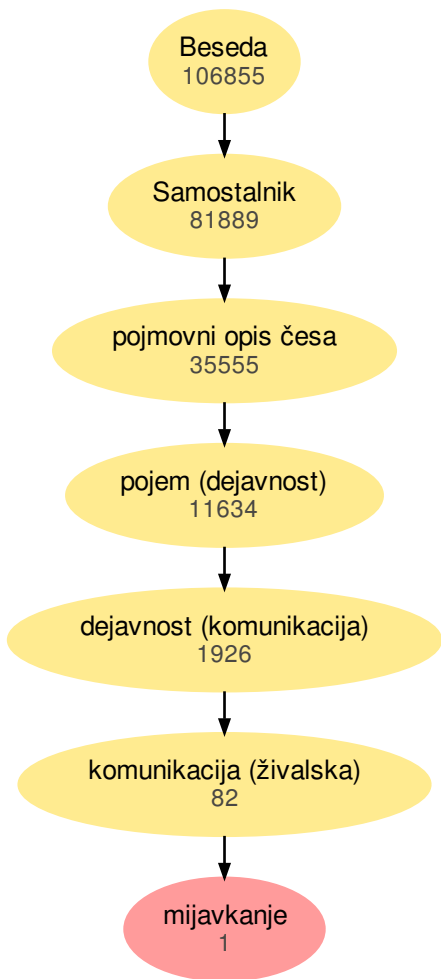 Beseda
106855
Samostalnik
81889
pojmovni opis česa
35555
pojem (dejavnost)
11634
dejavnost (komunikacija)
1926
komunikacija (živalska)
82
mijavkanje
1